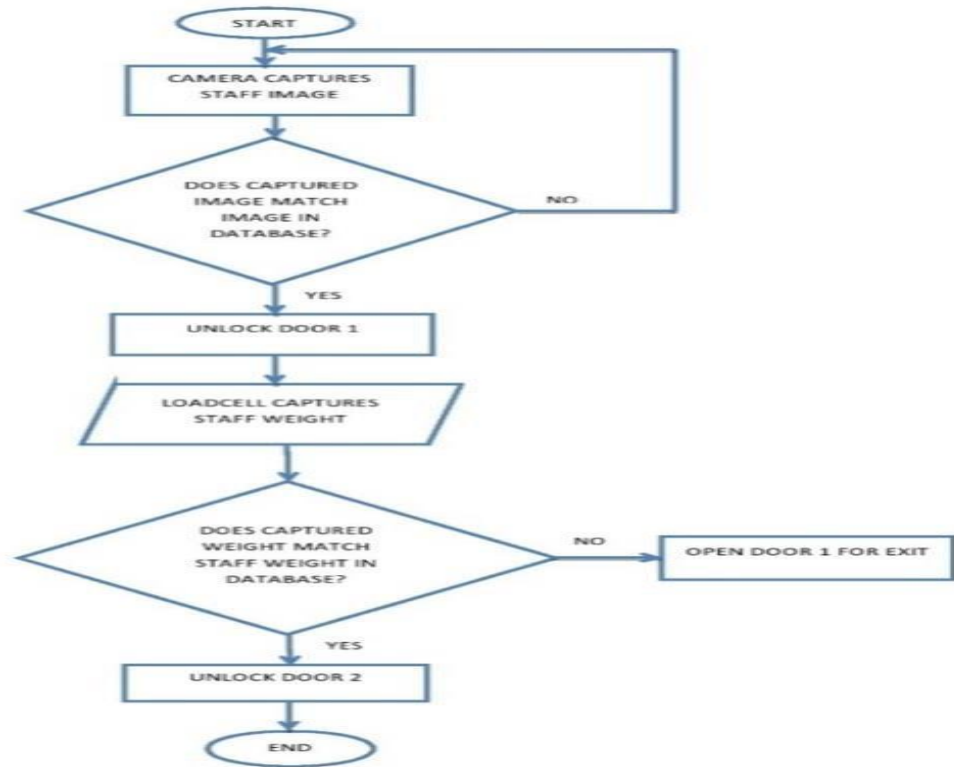 START
CAMERA CAPTURES
STAFF IMAGE
DOES CAPTURED
IMAGE MATCH
IMAGE IN
DATABASE?
NO
YES
UNLOCK DOOR 1
LOADCELL CAPTURES
STAFF WEIGHT
DOES CAPTURED
WEIGHT MATCH
STAFF WEIGHT IN
DATABASE?
NO
OPEN DOOR 1 FOR EXIT
YES
UNLOCK DOOR 2
END